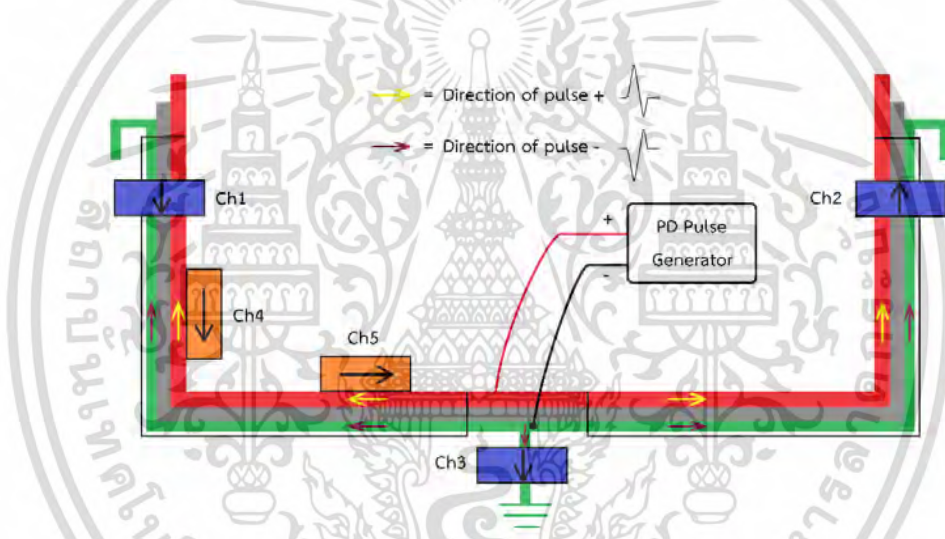 = Direction of pulse +
= Direction of pulse -
Ch1
Ch2
+
PD Pulse
Generator
-
Ch4
Ch5
Ch3